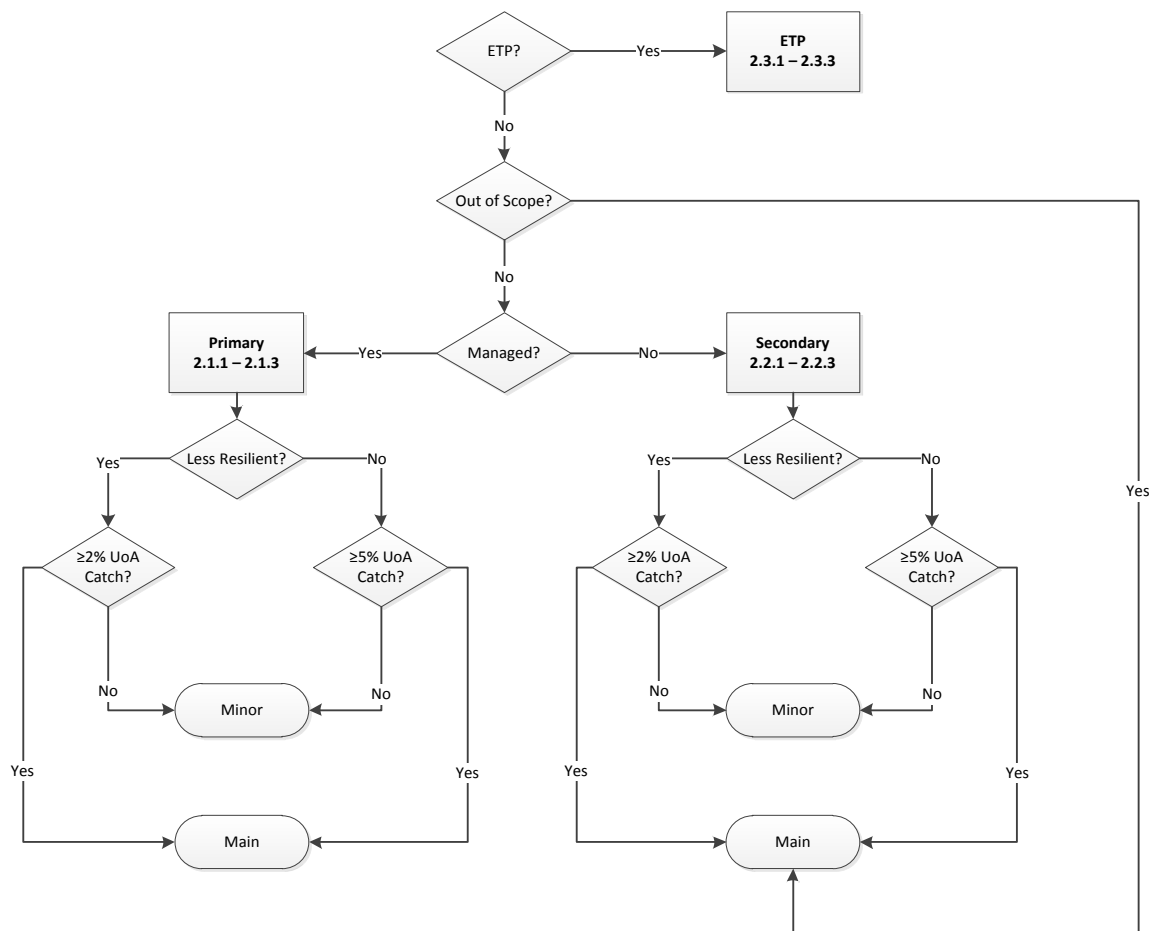 ETP?
Yes
ETP
2.3.1 – 2.3.3
No
Out of Scope?
No
Primary
2.1.1 – 2.1.3
Yes
Managed?
No
Secondary
2.2.1 – 2.2.3
Less Resilient?
Yes
No
Less Resilient?
Yes
No
Yes
≥2% UoA
Catch?
≥5% UoA
Catch?
≥2% UoA
Catch?
≥5% UoA
Catch?
No
No
Minor
No
No
Minor
Yes
Yes
Yes
Yes
Main
Main